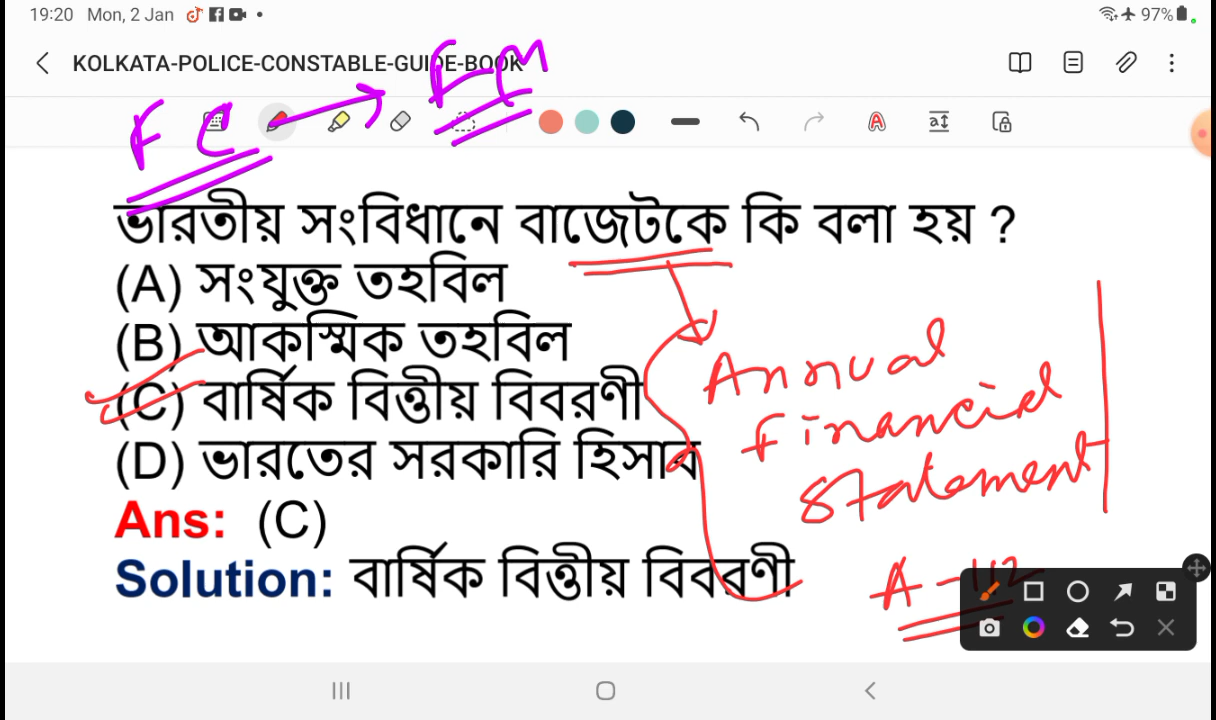 19:20 Mon, 2 Jan 97%
KOLKATA-POLICE-CONSTABLE-GUIDE-BOOK
FC → FM
ভারতীয় সংবিধানে বাজেটকে কি বলা হয় ?
(A) সংযুক্ত তহবিল
(B) আকস্মিক তহবিল
(C) বার্ষিক বিত্তীয় বিবরণী
(D) ভারতের সরকারি হিসাব
Annual
Financial
Statement
Ans: (C)
Solution: বার্ষিক বিত্তীয় বিবরণী
A - 112